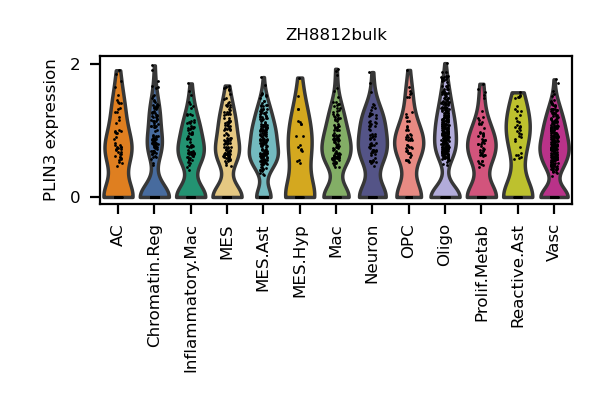 ZH8812bulk
PLIN3 expression
2
0
AC
Chromatin.Reg
Inflammatory.Mac
MES
MES.Ast
MES.Hyp
Mac
Neuron
OPC
Oligo
Prolif.Metab
Reactive.Ast
Vasc